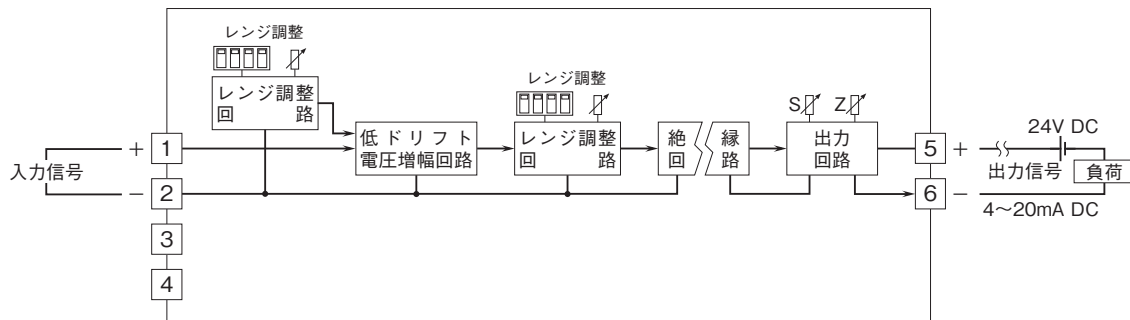 レンジ調整
レンジ調整
回路
レンジ調整
レンジ調整
回路
低ドリフト
電圧増幅回路
絶縁
回路
S
Z
出力
回路
入力信号
+
1
−
2
3
4
5
+
6
−
24V DC
出力信号
負荷
4～20mA DC